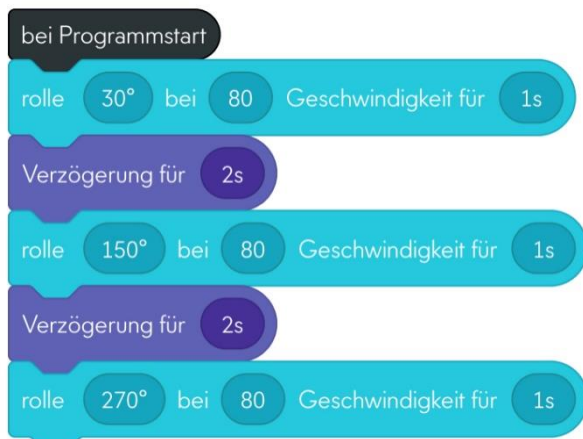 bei Programmstart
rolle 30° bei 80 Geschwindigkeit für 1s
Verzögerung für 2s
rolle 150° bei 80 Geschwindigkeit für 1s
Verzögerung für 2s
rolle 270° bei 80 Geschwindigkeit für 1s